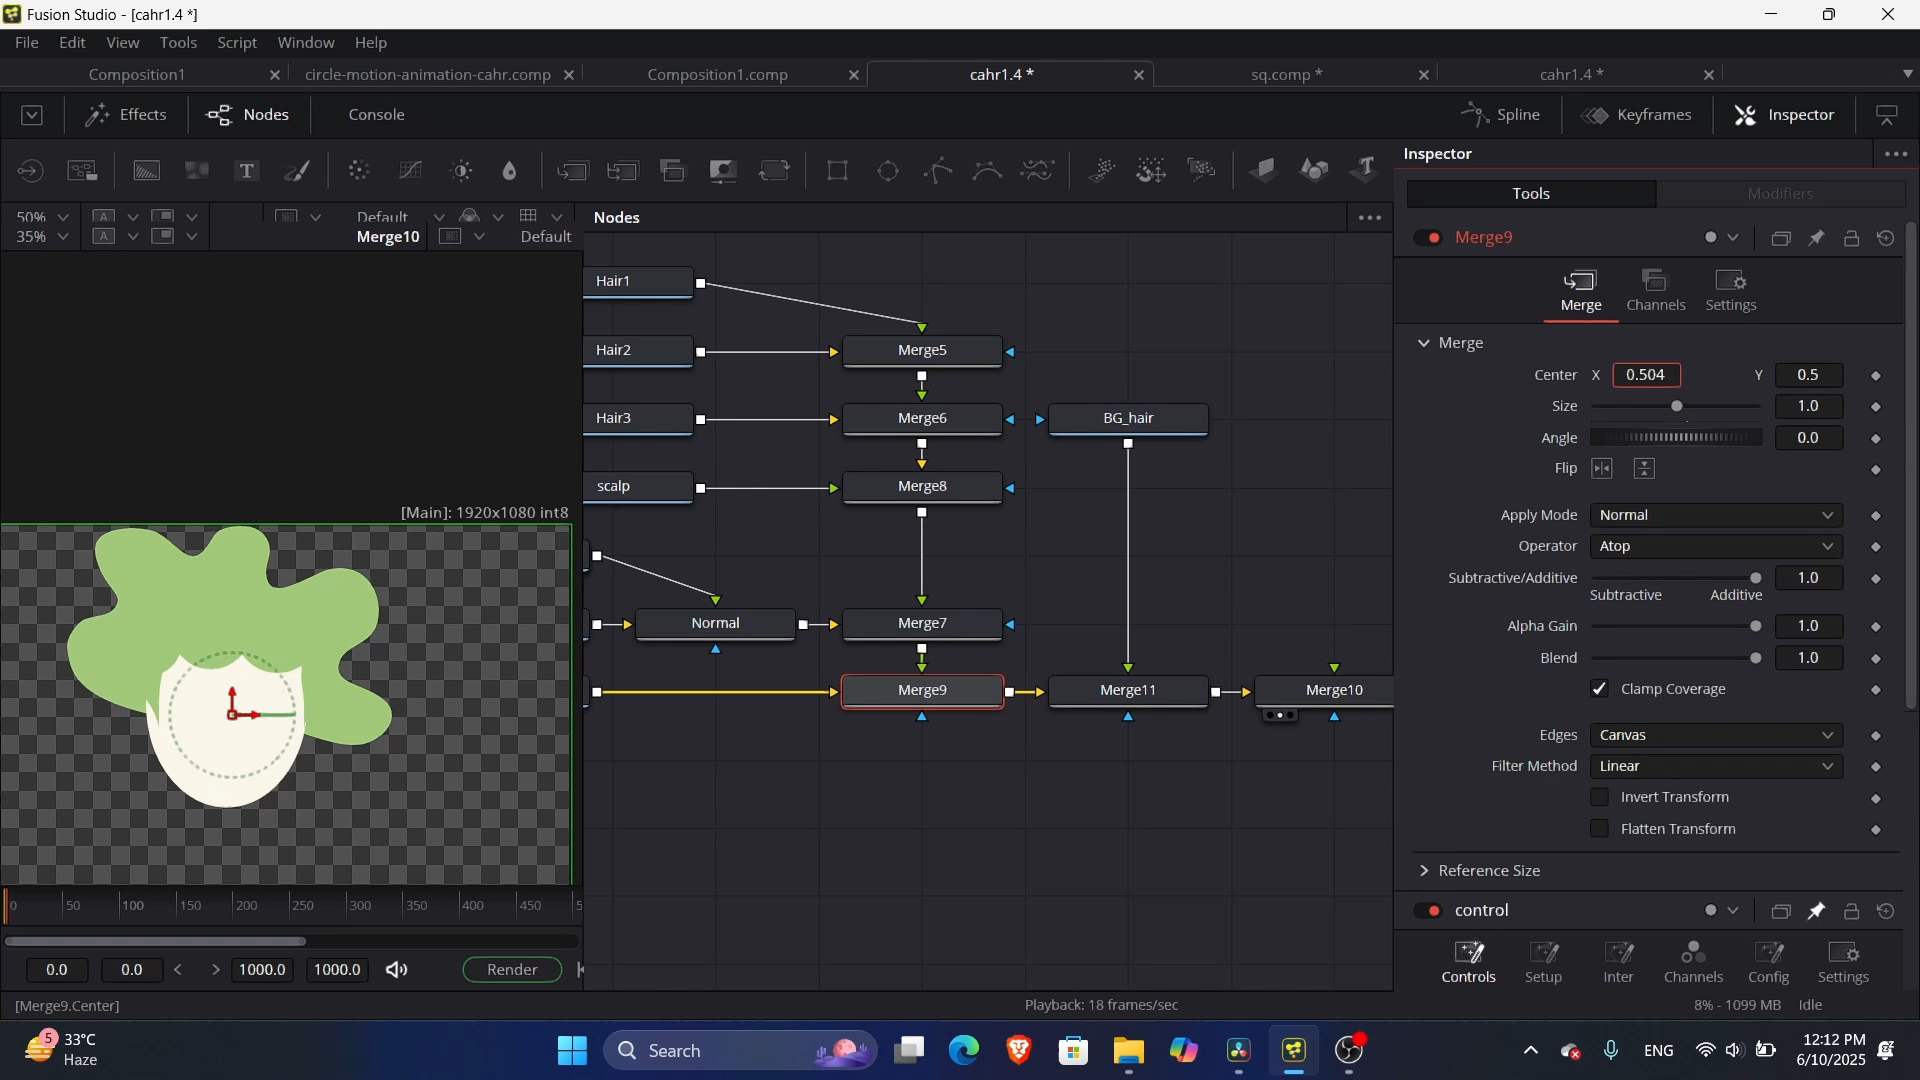 Fusion Studio - [cahr1.4 *]
File Edit View Tools Script Window Help
Composition1 circle-motion-animation-cahr.comp Composition1.comp cahr1.4 * sq.comp * cahr1.4 *
Effects Nodes Console Spline Keyframes Inspector
Inspector
Tools Modifiers
50% A Default
35% A Merge10 Default
Nodes
Merge9
Merge Channels Settings
Merge
Center X 0.504 Y 0.5
Size 1.0
Angle 0.0
Flip
Apply Mode Normal
Operator Atop
Subtractive/Additive 1.0
Subtractive Additive
Alpha Gain 1.0
Blend 1.0
Clamp Coverage
Edges Canvas
Filter Method Linear
Invert Transform
Flatten Transform
Reference Size
control
Controls Setup Inter Channels Config Settings
Hair1
Hair2 Merge5
Hair3 Merge6 BG_hair
scalp Merge8
Normal Merge7
Merge9 Merge11 Merge10
[Main]: 1920x1080 int8
0 50 100 150 200 250 300 350 400 450 5
0.0 0.0 1000.0 1000.0 Render
[Merge9.Center] Playback: 18 frames/sec 8% - 1099 MB Idle
5 33°C
Haze
Search
ENG
12:12 PM
6/10/2025